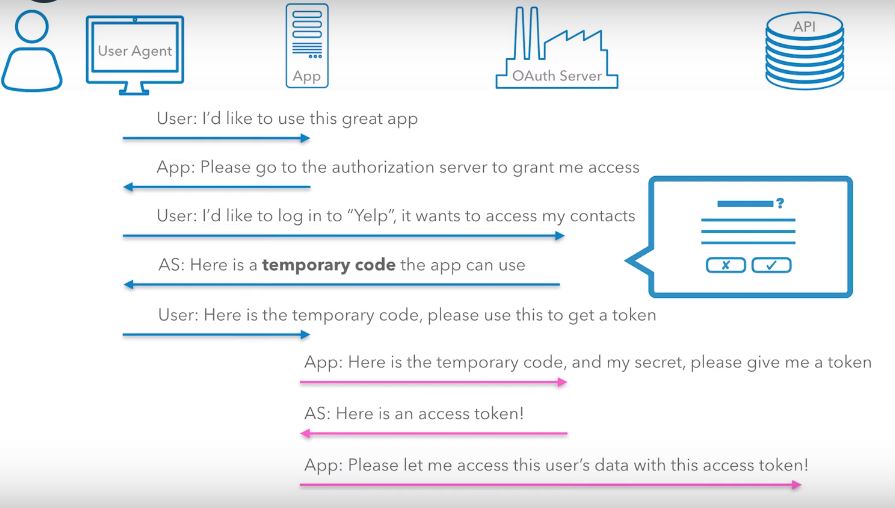 User Agent
App
OAuth Server
API
User: I’d like to use this great app
App: Please go to the authorization server to grant me access
User: I’d like to log in to “Yelp”, it wants to access my contacts
?
✗ ✓
AS: Here is a temporary code the app can use
User: Here is the temporary code, please use this to get a token
App: Here is the temporary code, and my secret, please give me a token
AS: Here is an access token!
App: Please let me access this user’s data with this access token!